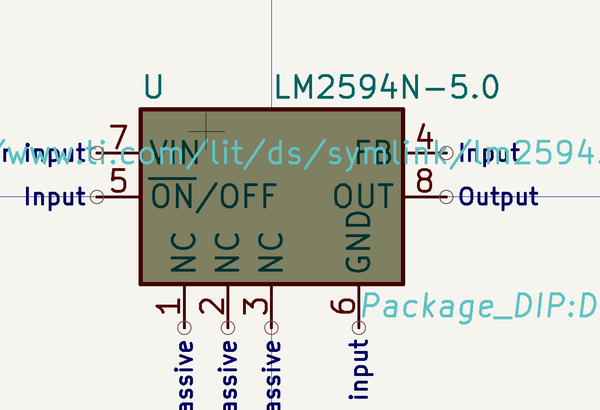 U LM2594N-5.0
/www.ti.com/lit/ds/symlink/lm2594.
r input 7 VIN FB 4 Input
Input 5 ON/OFF OUT 8 Output
NC NC NC GND
1 2 3 6 Package_DIP:D
assive assive assive input